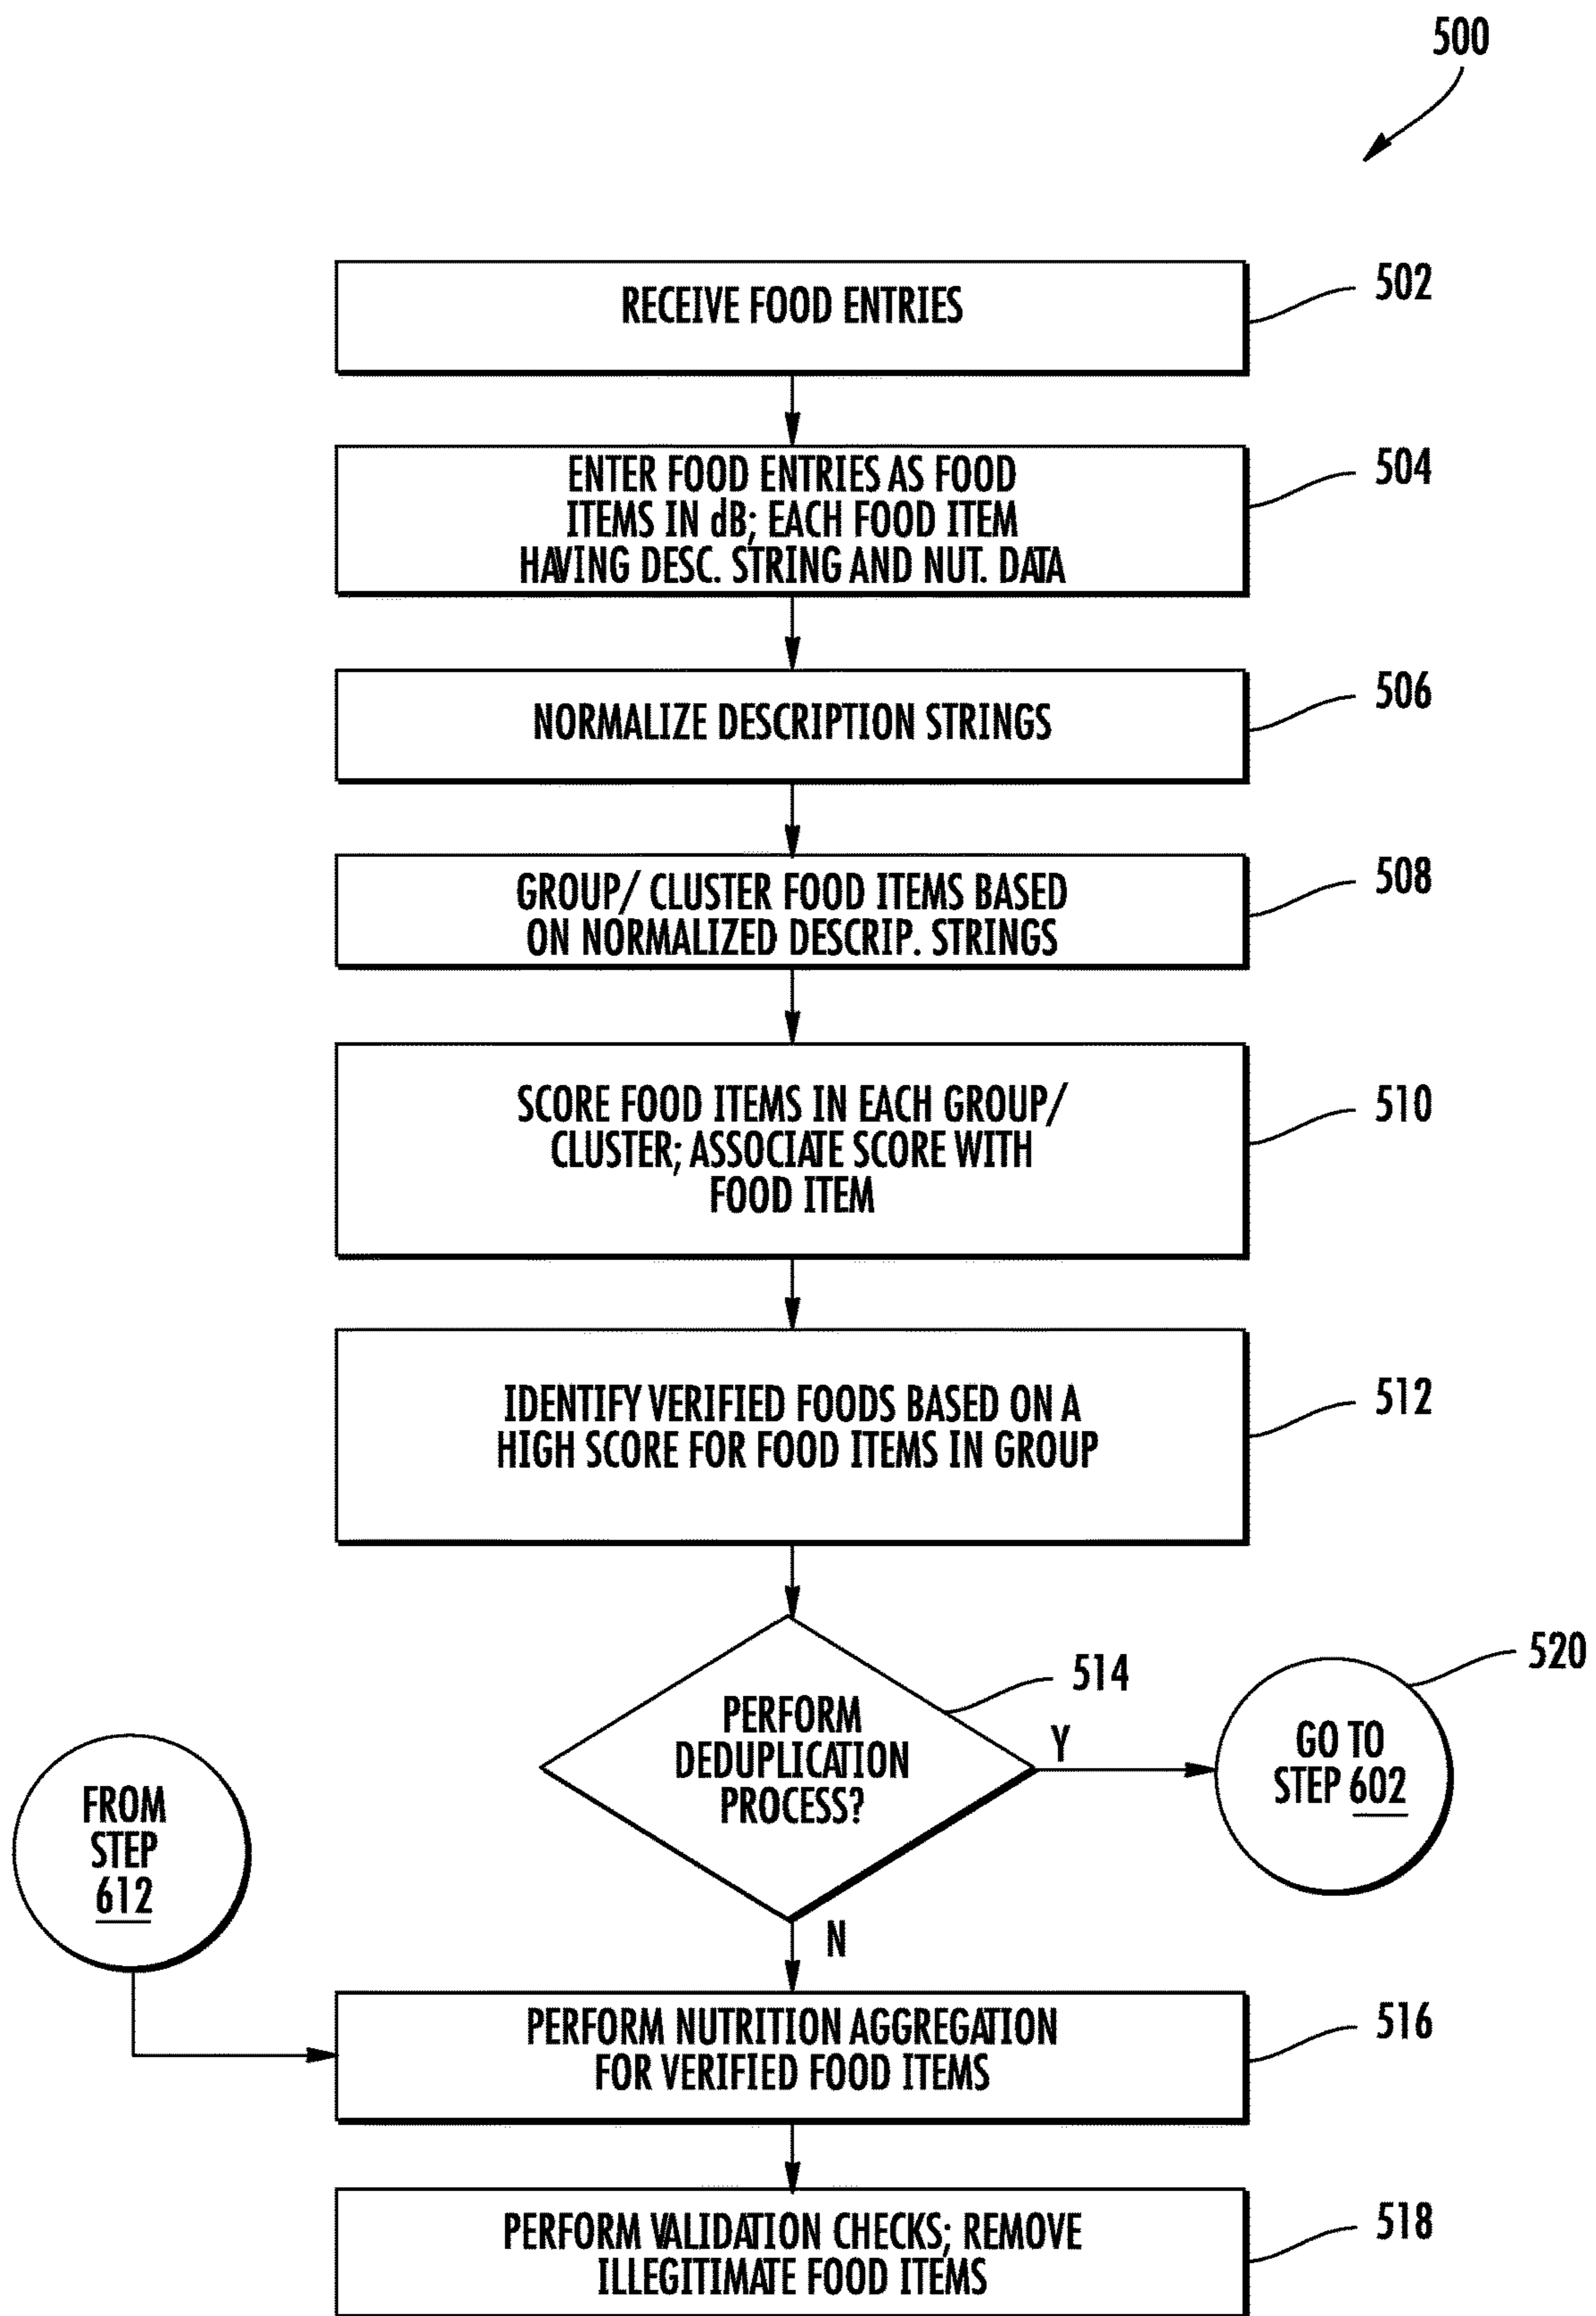 500
RECEIVE FOOD ENTRIES
502
ENTER FOOD ENTRIES AS FOOD
ITEMS IN dB; EACH FOOD ITEM
HAVING DESC. STRING AND NUT. DATA
504
NORMALIZE DESCRIPTION STRINGS
506
GROUP/ CLUSTER FOOD ITEMS BASED
ON NORMALIZED DESCRIP. STRINGS
508
SCORE FOOD ITEMS IN EACH GROUP/
CLUSTER; ASSOCIATE SCORE WITH
FOOD ITEM
510
IDENTIFY VERIFIED FOODS BASED ON A
HIGH SCORE FOR FOOD ITEMS IN GROUP
512
PERFORM
DEDUPLICATION
PROCESS?
514
Y
GO TO
STEP 602
520
FROM
STEP
612
N
PERFORM NUTRITION AGGREGATION
FOR VERIFIED FOOD ITEMS
516
PERFORM VALIDATION CHECKS; REMOVE
ILLEGITIMATE FOOD ITEMS
518